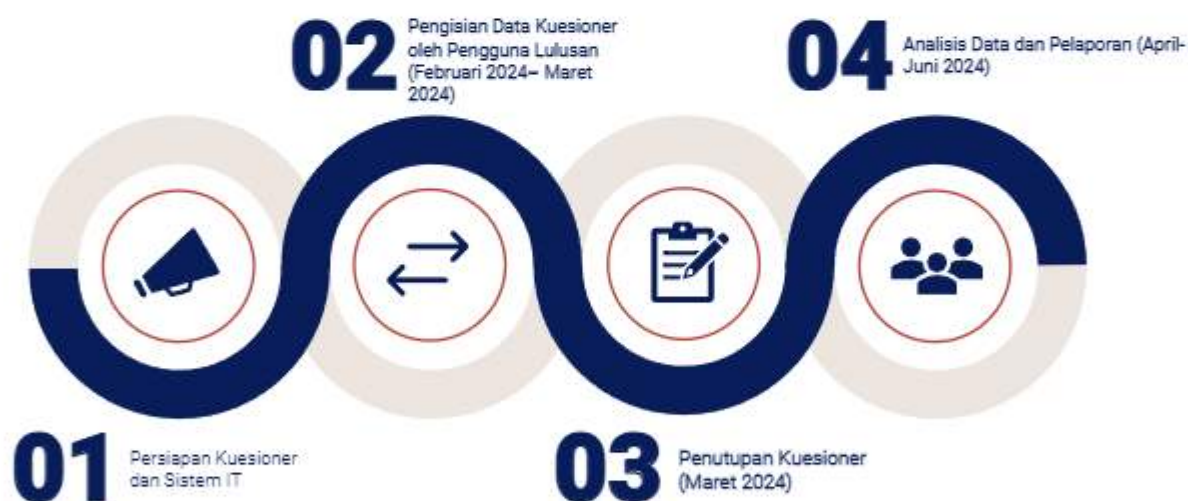 02
Pengisian Data Kuesioner
oleh Pengguna Lulusan
(Februari 2024– Maret
2024)
04
Analisis Data dan Pelaporan (April-
Juni 2024)
01
Persiapan Kuesioner
dan Sistem IT
03
Penutupan Kuesioner
(Maret 2024)